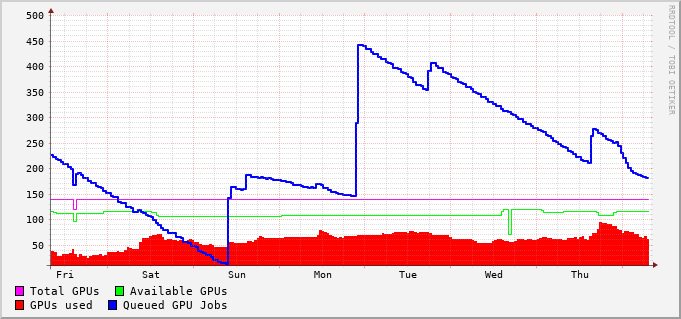 500
450
400
350
300
250
200
150
100
50
Fri Sat Sun Mon Tue Wed Thu
Total GPUs Available GPUs
GPUs used Queued GPU Jobs
RRDTOOL / TOBI OETIKER